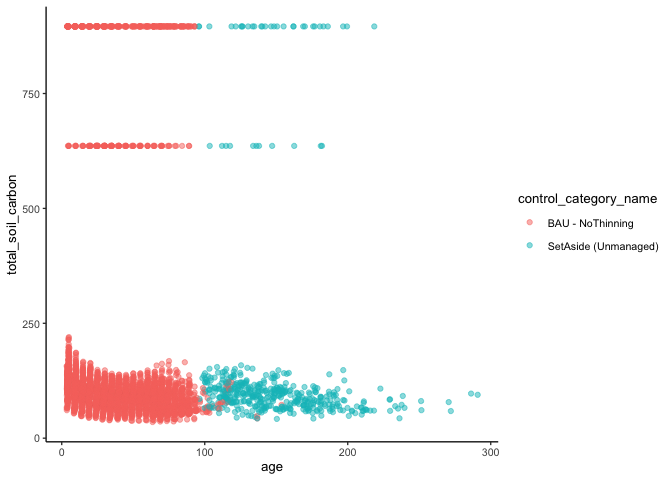 750
500
250
0
total_soil_carbon
0
100
200
300
age
control_category_name
BAU - NoThinning
SetAside (Unmanaged)